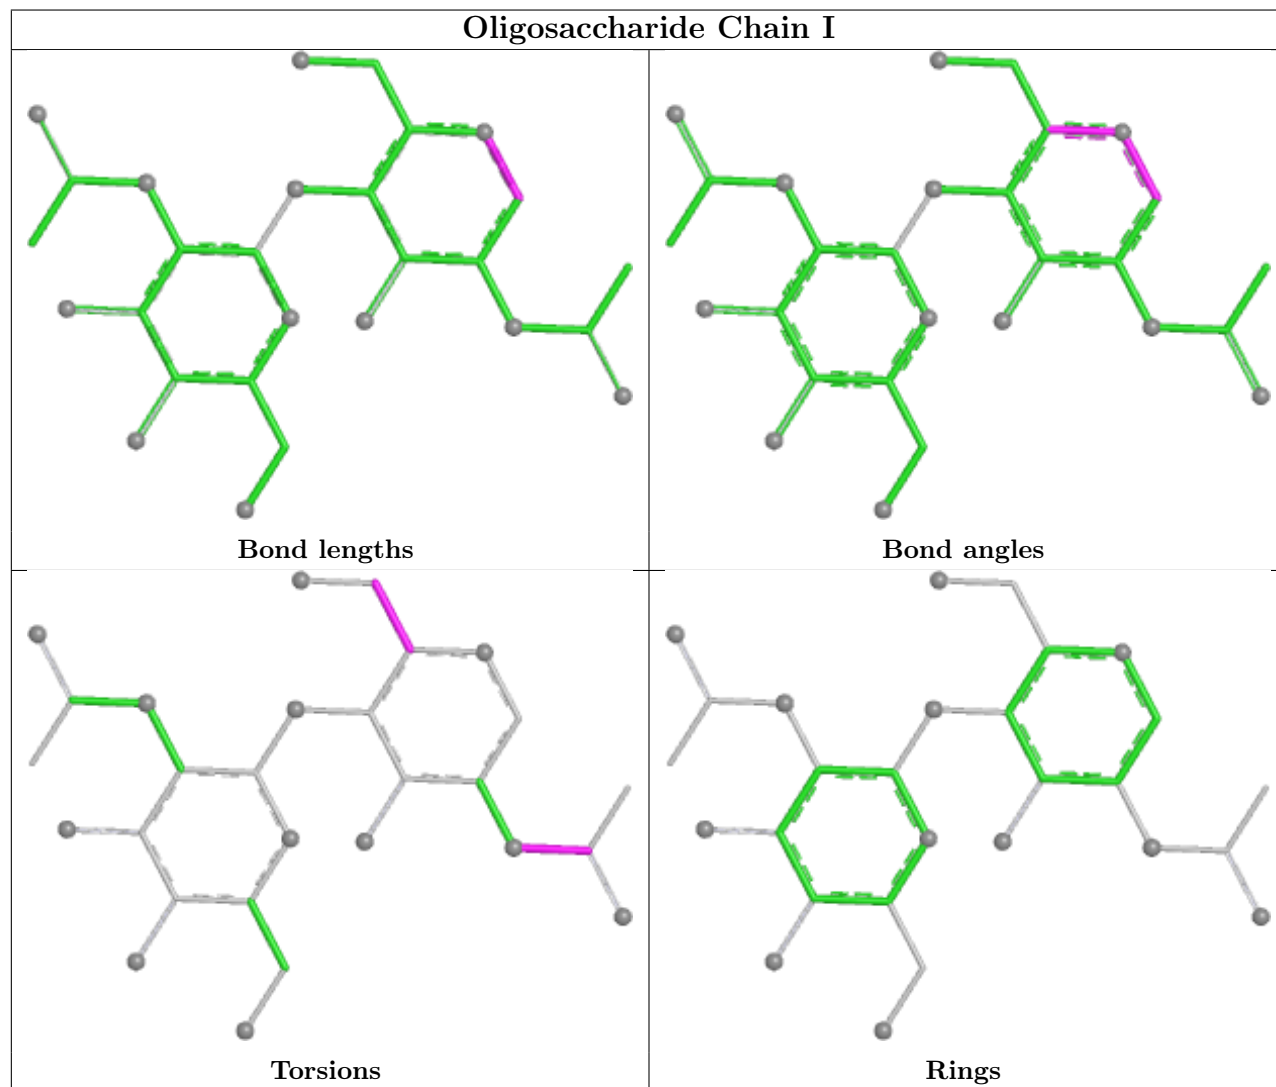 Oligosaccharide Chain I
Bond lengths
Bond angles
Torsions
Rings